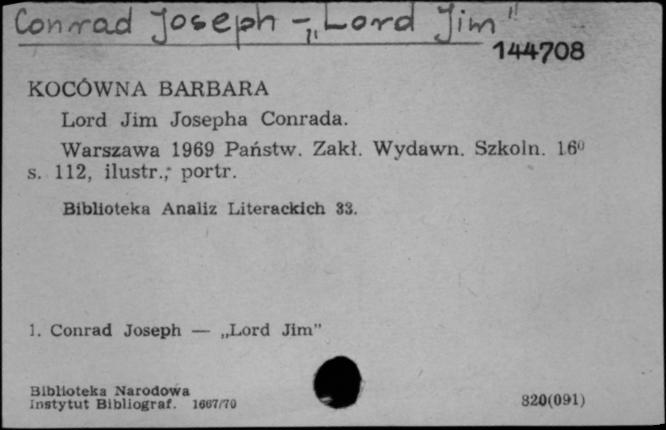 Conrad Joseph – „Lord Jim"
144708
KOCÓWNA BARBARA
Lord Jim Josepha Conrada.
Warszawa 1969 Państw. Zakł. Wydawn. Szkoln. 16⁰
s. 112, ilustr., portr.
Biblioteka Analiz Literackich 33.
1. Conrad Joseph — „Lord Jim"
Biblioteka Narodowa
Instytut Bibliograf. 1667/70
820(091)